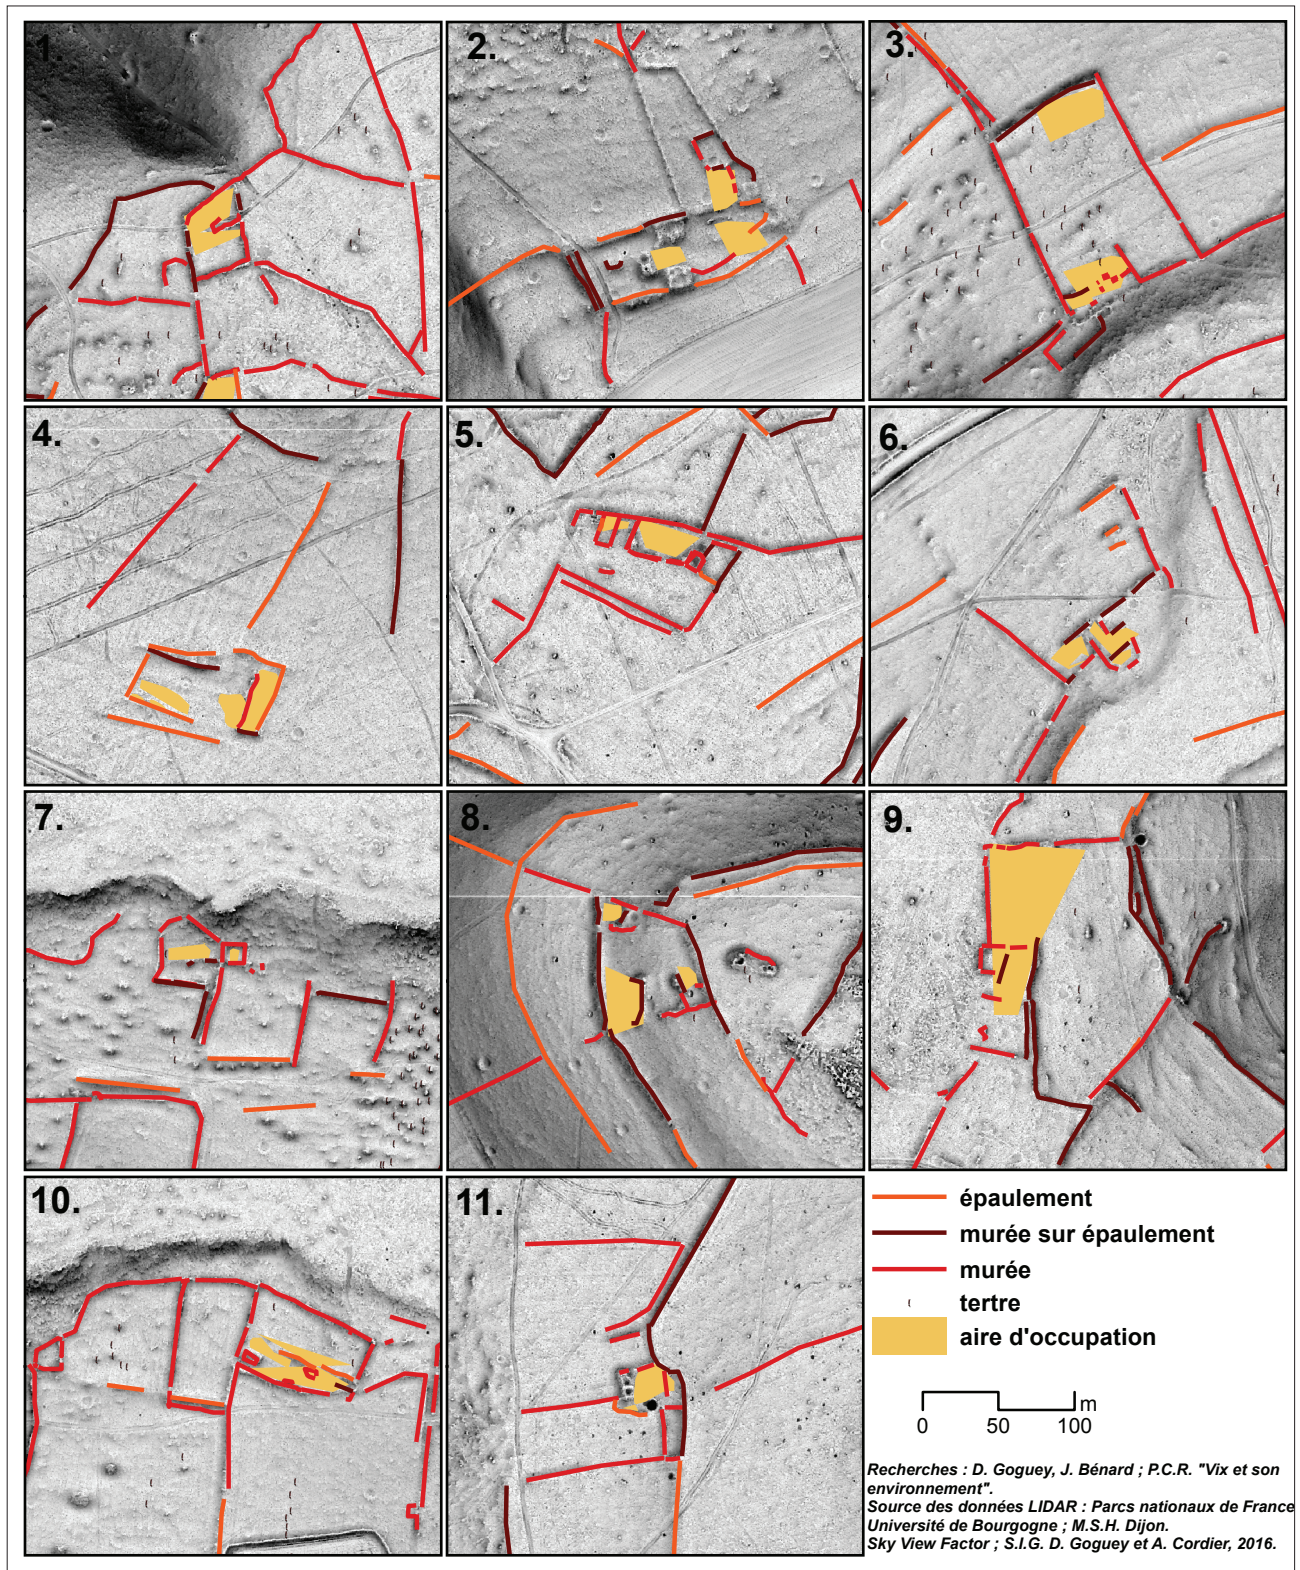 1.
2.
3.
4.
5.
6.
7.
8.
9.
10.
11.
épaulement
murée sur épaulement
murée
tertre
aire d'occupation
m
0 50 100
Recherches : D. Goguey, J. Bénard ; P.C.R. "Vix et son
environnement".
Source des données LIDAR : Parcs nationaux de France
Université de Bourgogne ; M.S.H. Dijon.
Sky View Factor ; S.I.G. D. Goguey et A. Cordier, 2016.